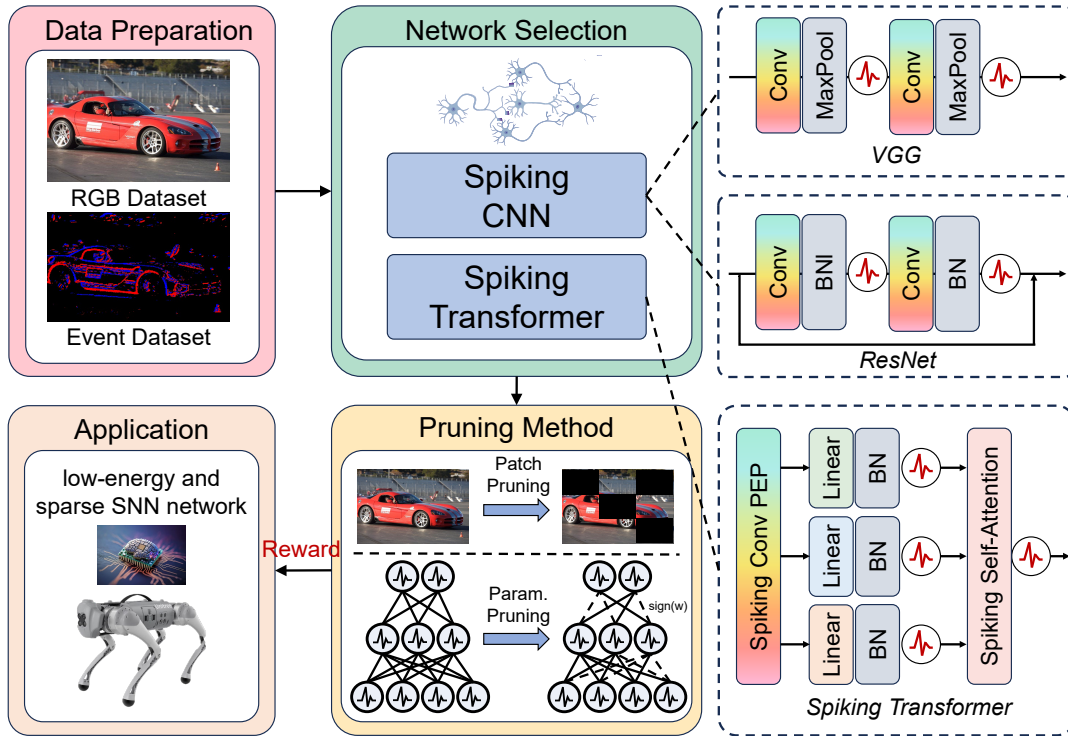 Data Preparation
RGB Dataset
Event Dataset
Network Selection
Spiking
CNN
Spiking
Transformer
Conv
MaxPool
Conv
MaxPool
VGG
Conv
BNI
Conv
BN
ResNet
Application
low-energy and
sparse SNN network
Reward
Pruning Method
Patch
Pruning
Param.
Pruning
sign(w)
Spiking Conv PEP
Linear
BN
Linear
BN
Linear
BN
Spiking Self-Attention
Spiking Transformer